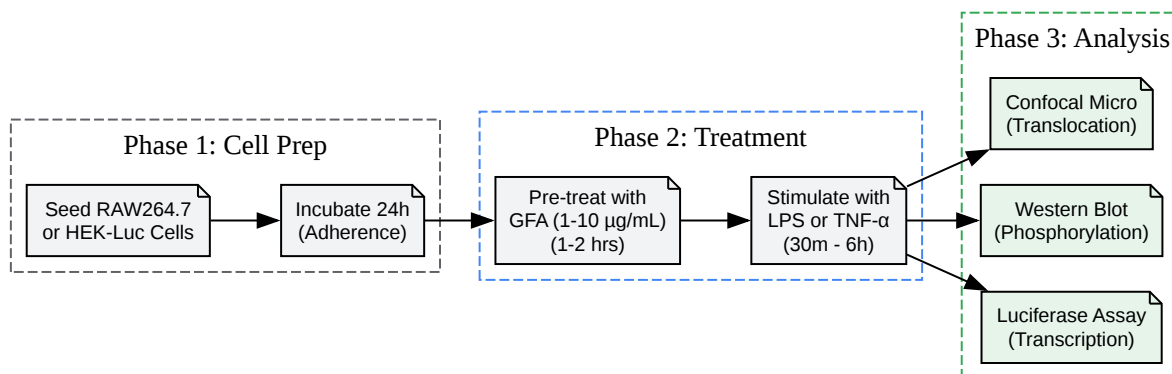 Phase 1: Cell Prep
Seed RAW264.7
or HEK-Luc Cells
Incubate 24h
(Adherence)
Phase 2: Treatment
Pre-treat with
GFA (1-10 µg/mL)
(1-2 hrs)
Stimulate with
LPS or TNF-α
(30m - 6h)
Phase 3: Analysis
Confocal Micro
(Translocation)
Western Blot
(Phosphorylation)
Luciferase Assay
(Transcription)